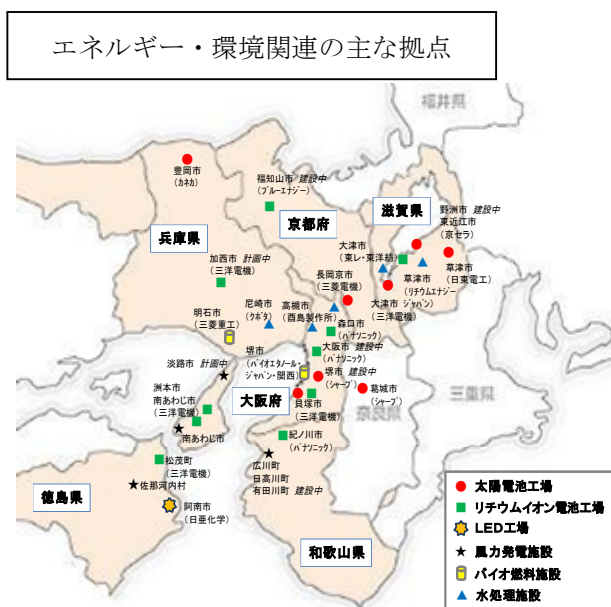 エネルギー・環境関連の主な拠点
福井県
豊岡市
(カネカ)
福知山市 建設中
(ブルーエナジー)
京都府
滋賀県
野洲市 建設中
東近江市
(京セラ)
兵庫県
大津市
(東レ・東洋紡)
加西市 計画中
(三洋電機)
長岡京市
(三菱電機)
草津市
(日東電工)
草津市
(リチウムエナジー
ジャパン)
大津市
(三洋電機)
尼崎市
(クボタ)
高槻市
(酉島製作所)
明石市
(三菱重工)
森口市
(パナソニック)
大阪市 建設中
(パナソニック)
淡路市 計画中
堺市
(バイオエタノール・
ジャパン・関西)
堺市 建設中
(シャープ)
葛城市
(シャープ)
三重県
奈良県
洲本市
南あわじ市
(三洋電機)
大阪府
貝塚市
(三洋電機)
南あわじ市
紀ノ川市
(パナソニック)
松茂町
(三洋電機)
広川町
日高川町
有田川町 建設中
徳島県
佐那河内村
阿南市
(日亜化学)
和歌山県
太陽電池工場
リチウムイオン電池工場
LED工場
風力発電施設
バイオ燃料施設
水処理施設